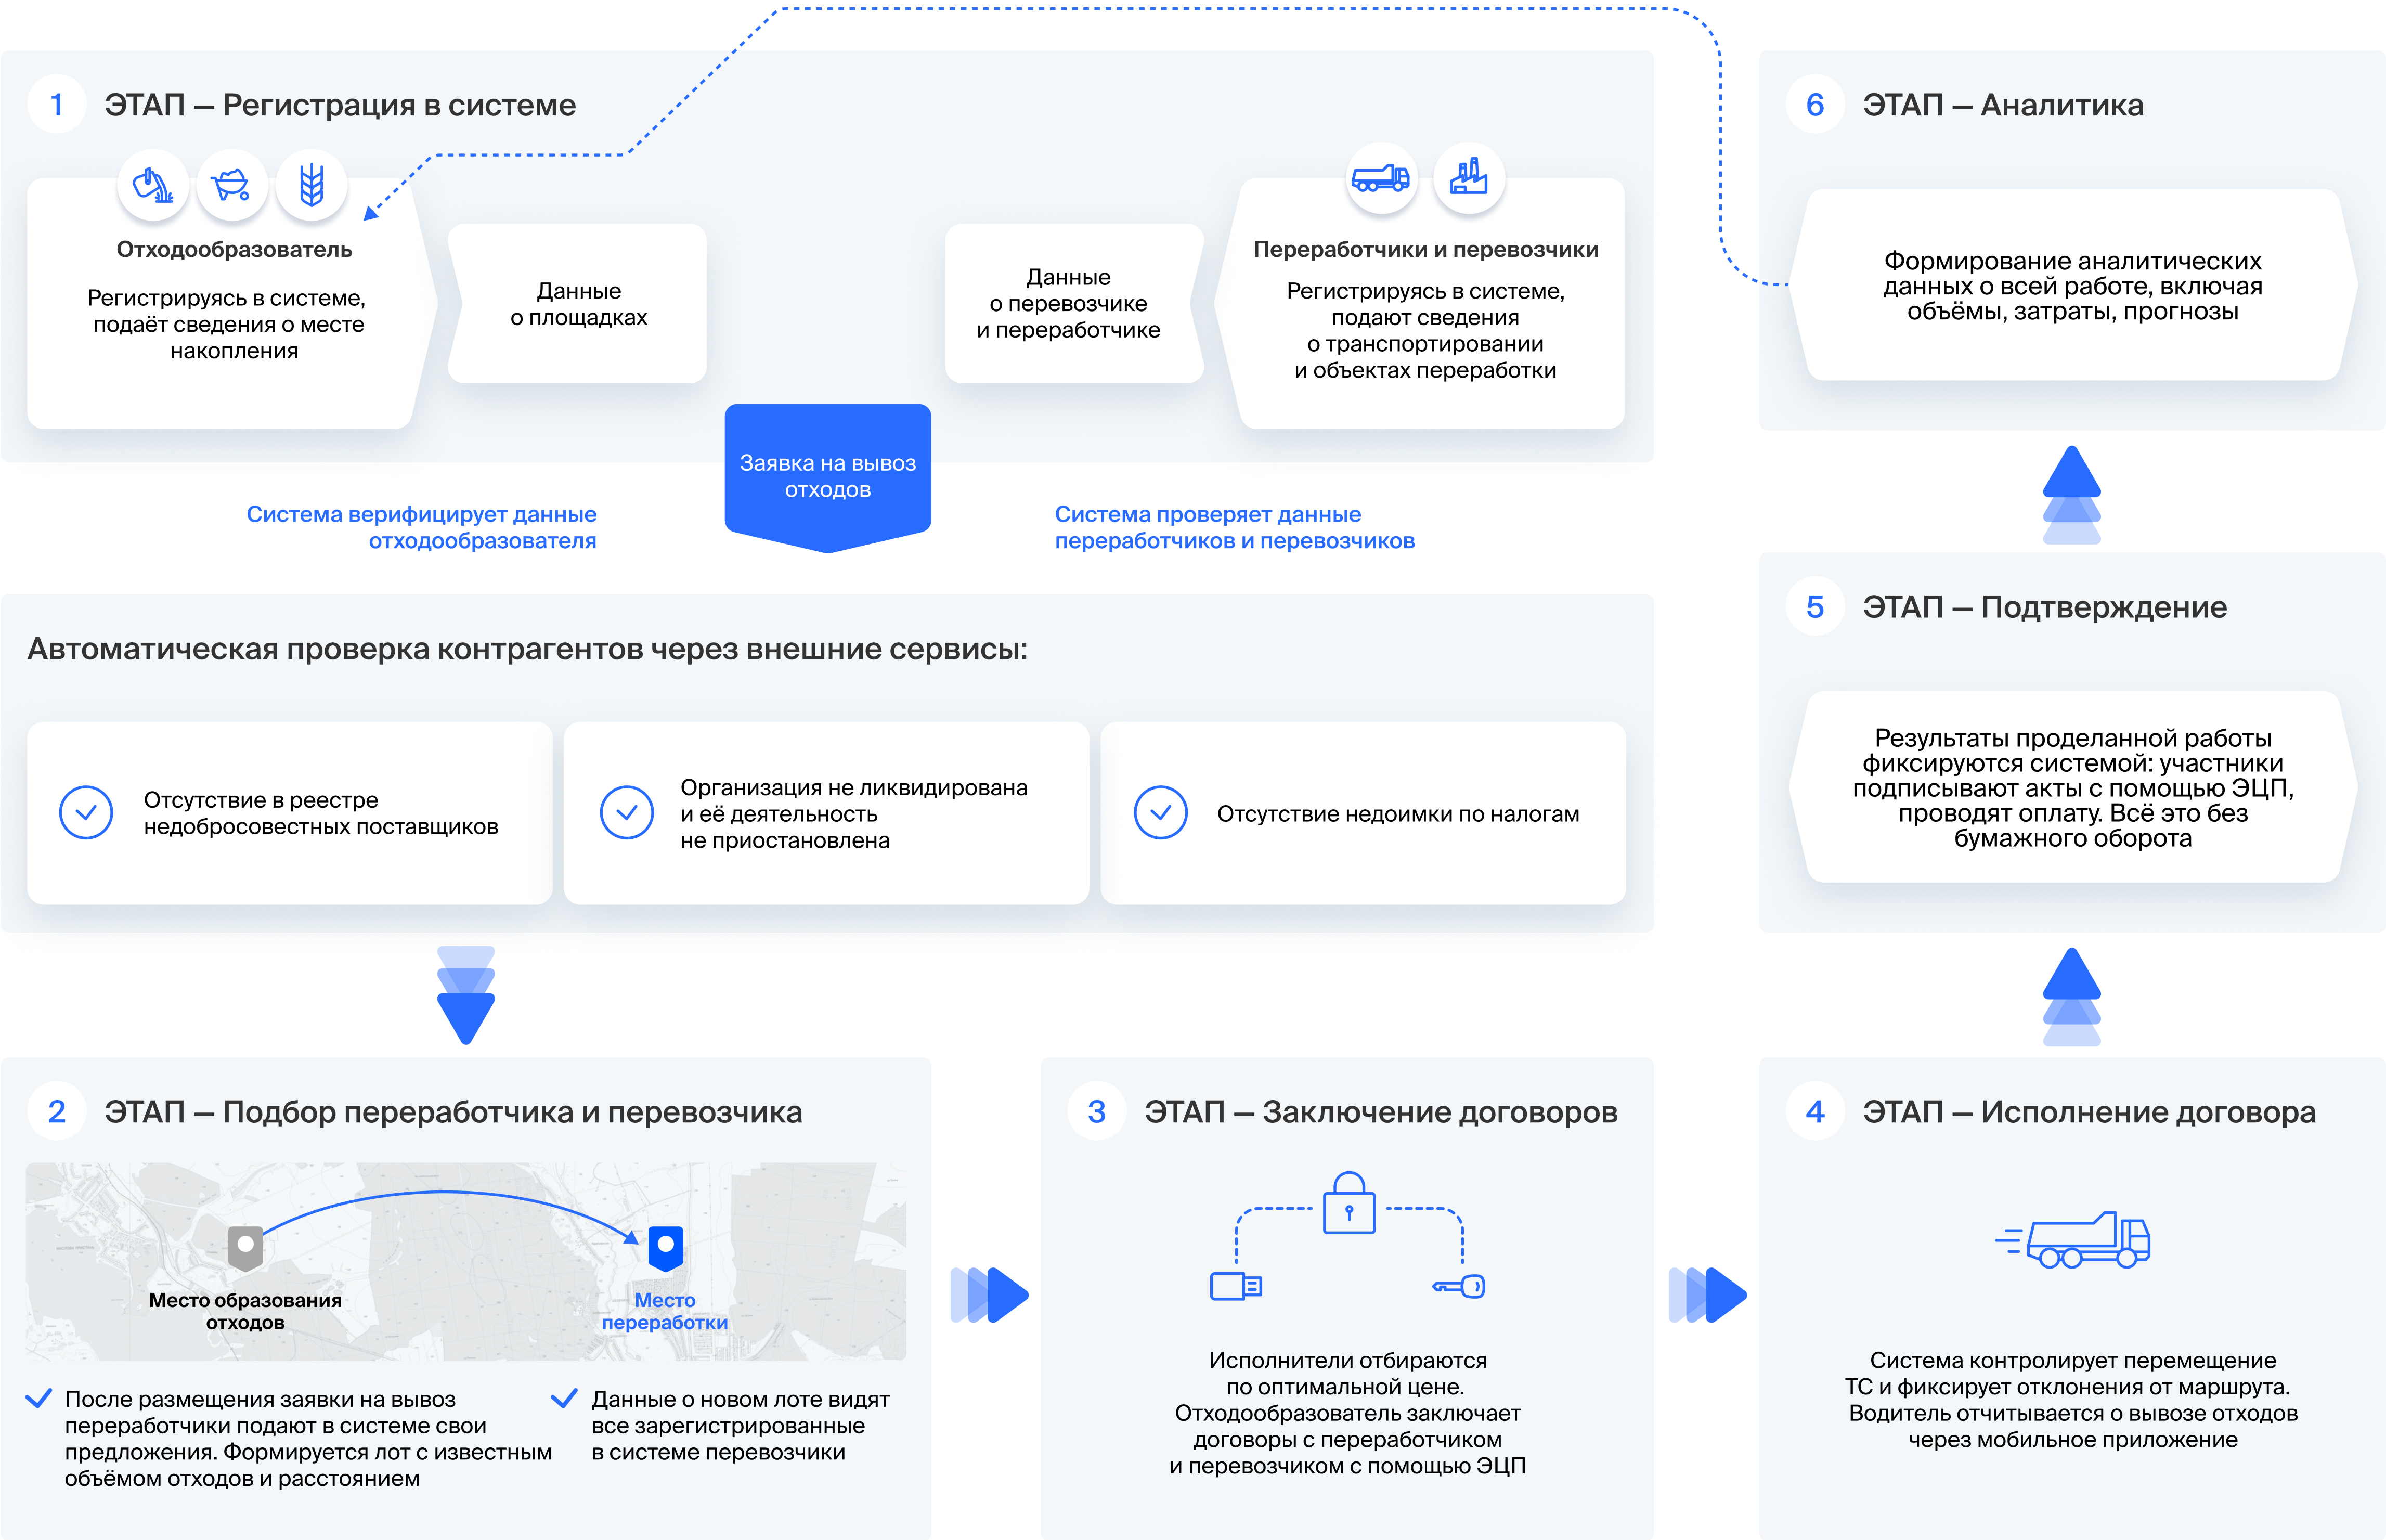 1
ЭТАП — Регистрация в системе
Отходообразователь
Регистрируясь в системе,
подаёт сведения о месте
накопления
Данные
о площадках
Данные
о перевозчике
и переработчике
Переработчики и перевозчики
Регистрируясь в системе,
подают сведения
о транспортировании
и объектах переработки
Заявка на вывоз
отходов
Система верифицирует данные
отходообразователя
Система проверяет данные
переработчиков и перевозчиков
Автоматическая проверка контрагентов через внешние сервисы:
Отсутствие в реестре
недобросовестных поставщиков
Организация не ликвидирована
и её деятельность
не приостановлена
Отсутствие недоимки по налогам
2
ЭТАП — Подбор переработчика и перевозчика
Место образования
отходов
Место
переработки
После размещения заявки на вывоз
переработчики подают в системе свои
предложения. Формируется лот с известным
объёмом отходов и расстоянием
Данные о новом лоте видят
все зарегистрированные
в системе перевозчики
3
ЭТАП — Заключение договоров
Исполнители отбираются
по оптимальной цене.
Отходообразователь заключает
договоры с переработчиком
и перевозчиком с помощью ЭЦП
4
ЭТАП — Исполнение договора
Система контролирует перемещение
ТС и фиксирует отклонения от маршрута.
Водитель отчитывается о вывозе отходов
через мобильное приложение
5
ЭТАП — Подтверждение
Результаты проделанной работы
фиксируются системой: участники
подписывают акты с помощью ЭЦП,
проводят оплату. Всё это без
бумажного оборота
6
ЭТАП — Аналитика
Формирование аналитических
данных о всей работе, включая
объёмы, затраты, прогнозы